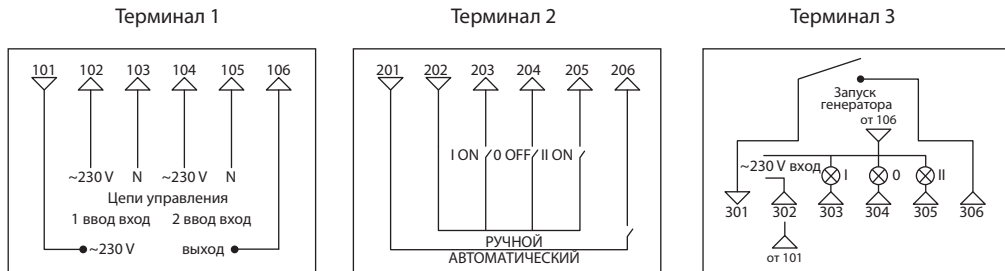 Терминал 1
101 102 103 104 105 106
~230 V N ~230 V N
Цепи управления
1 ввод вход 2 ввод вход
~230 V выход
Терминал 2
201 202 203 204 205 206
I ON 0 OFF II ON
РУЧНОЙ
АВТОМАТИЧЕСКИЙ
Терминал 3
Запуск
генератора
от 106
~230 V вход I 0 II
301 302 303 304 305 306
от 101